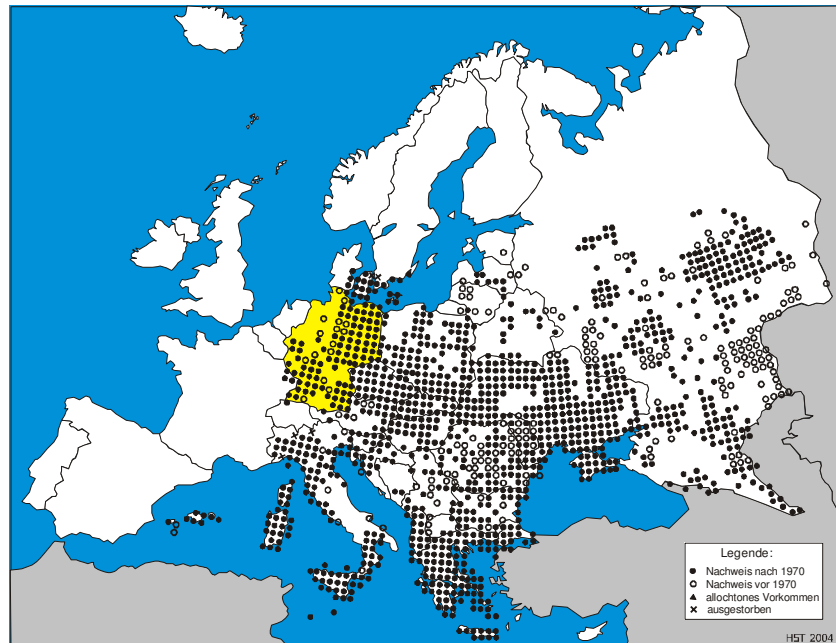 Legende:
Nachweis nach 1970
Nachweis vor 1970
allochtones Vorkommen
ausgestorben
HST 2004